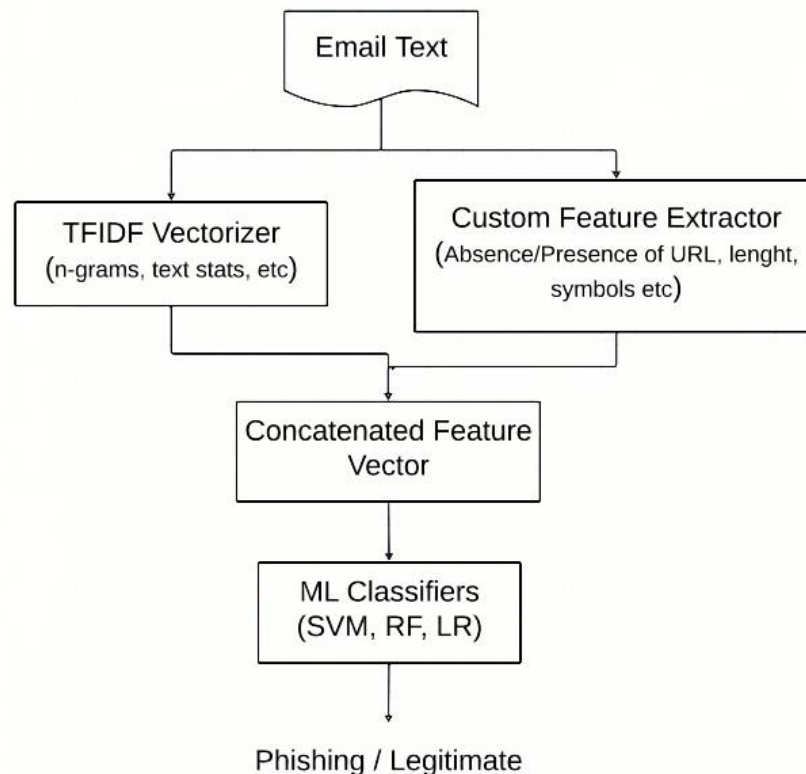 Email Text
TFIDF Vectorizer
(n-grams, text stats, etc)
Custom Feature Extractor
(Absence/Presence of URL, lenght,
symbols etc)
Concatenated Feature
Vector
ML Classifiers
(SVM, RF, LR)
Phishing / Legitimate